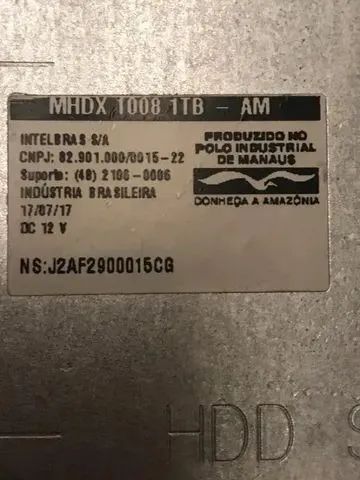 MHDX 1008 1TB - AM
INTELBRAS S/A
CNPJ: 82.901.000/0015-22
Suporte: (48) 2106-0006
INDÚSTRIA BRASILEIRA
17/07/17
DC 12 V
NS:J2AF2900015CG
PRODUZIDO NO
POLO INDUSTRIAL
DE MANAUS
CONHEÇA A AMAZÔNIA
HDD S